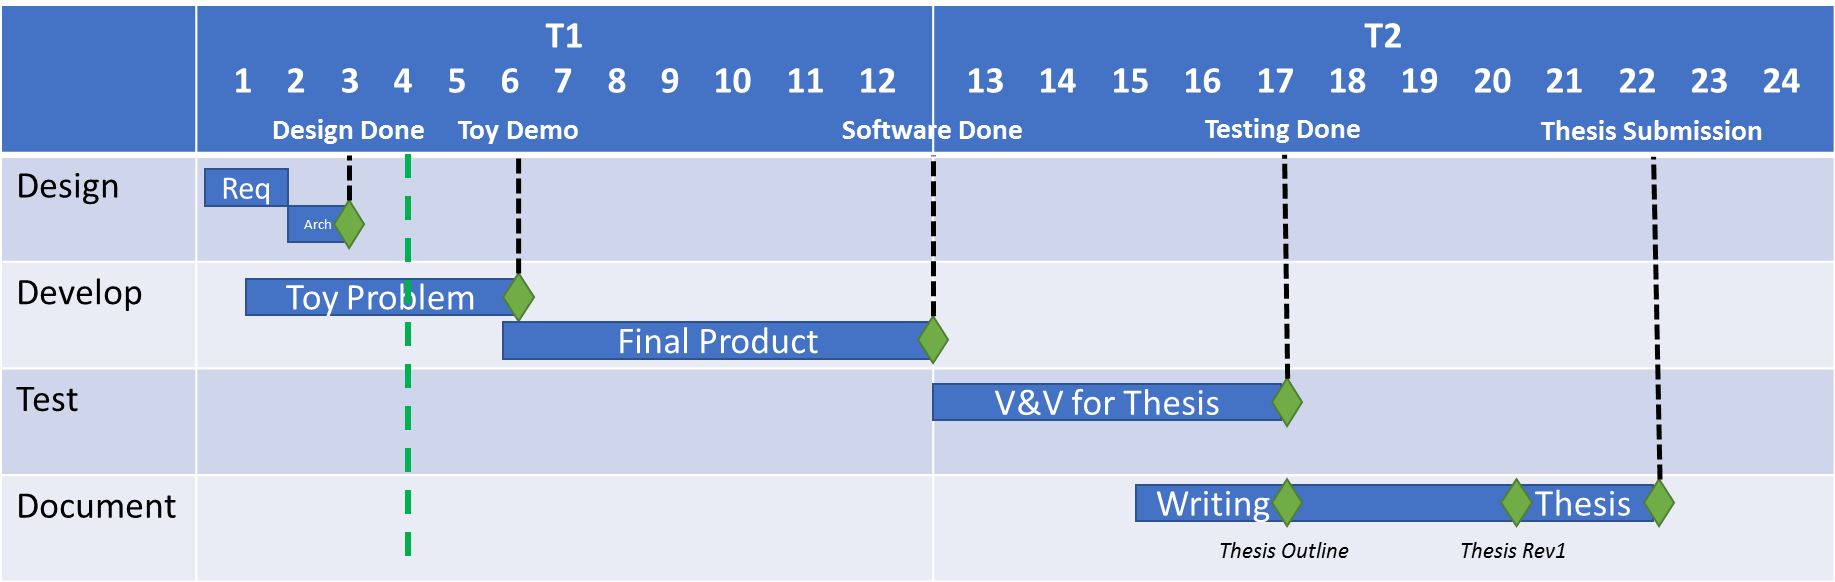 T1 T2
1 2 3 4 5 6 7 8 9 10 11 12 13 14 15 16 17 18 19 20 21 22 23 24
Design Done Toy Demo Software Done Testing Done Thesis Submission
Design
Req
Arch
Develop
Toy Problem
Final Product
Test
V&V for Thesis
Document
Writing Thesis
Thesis Outline Thesis Rev1